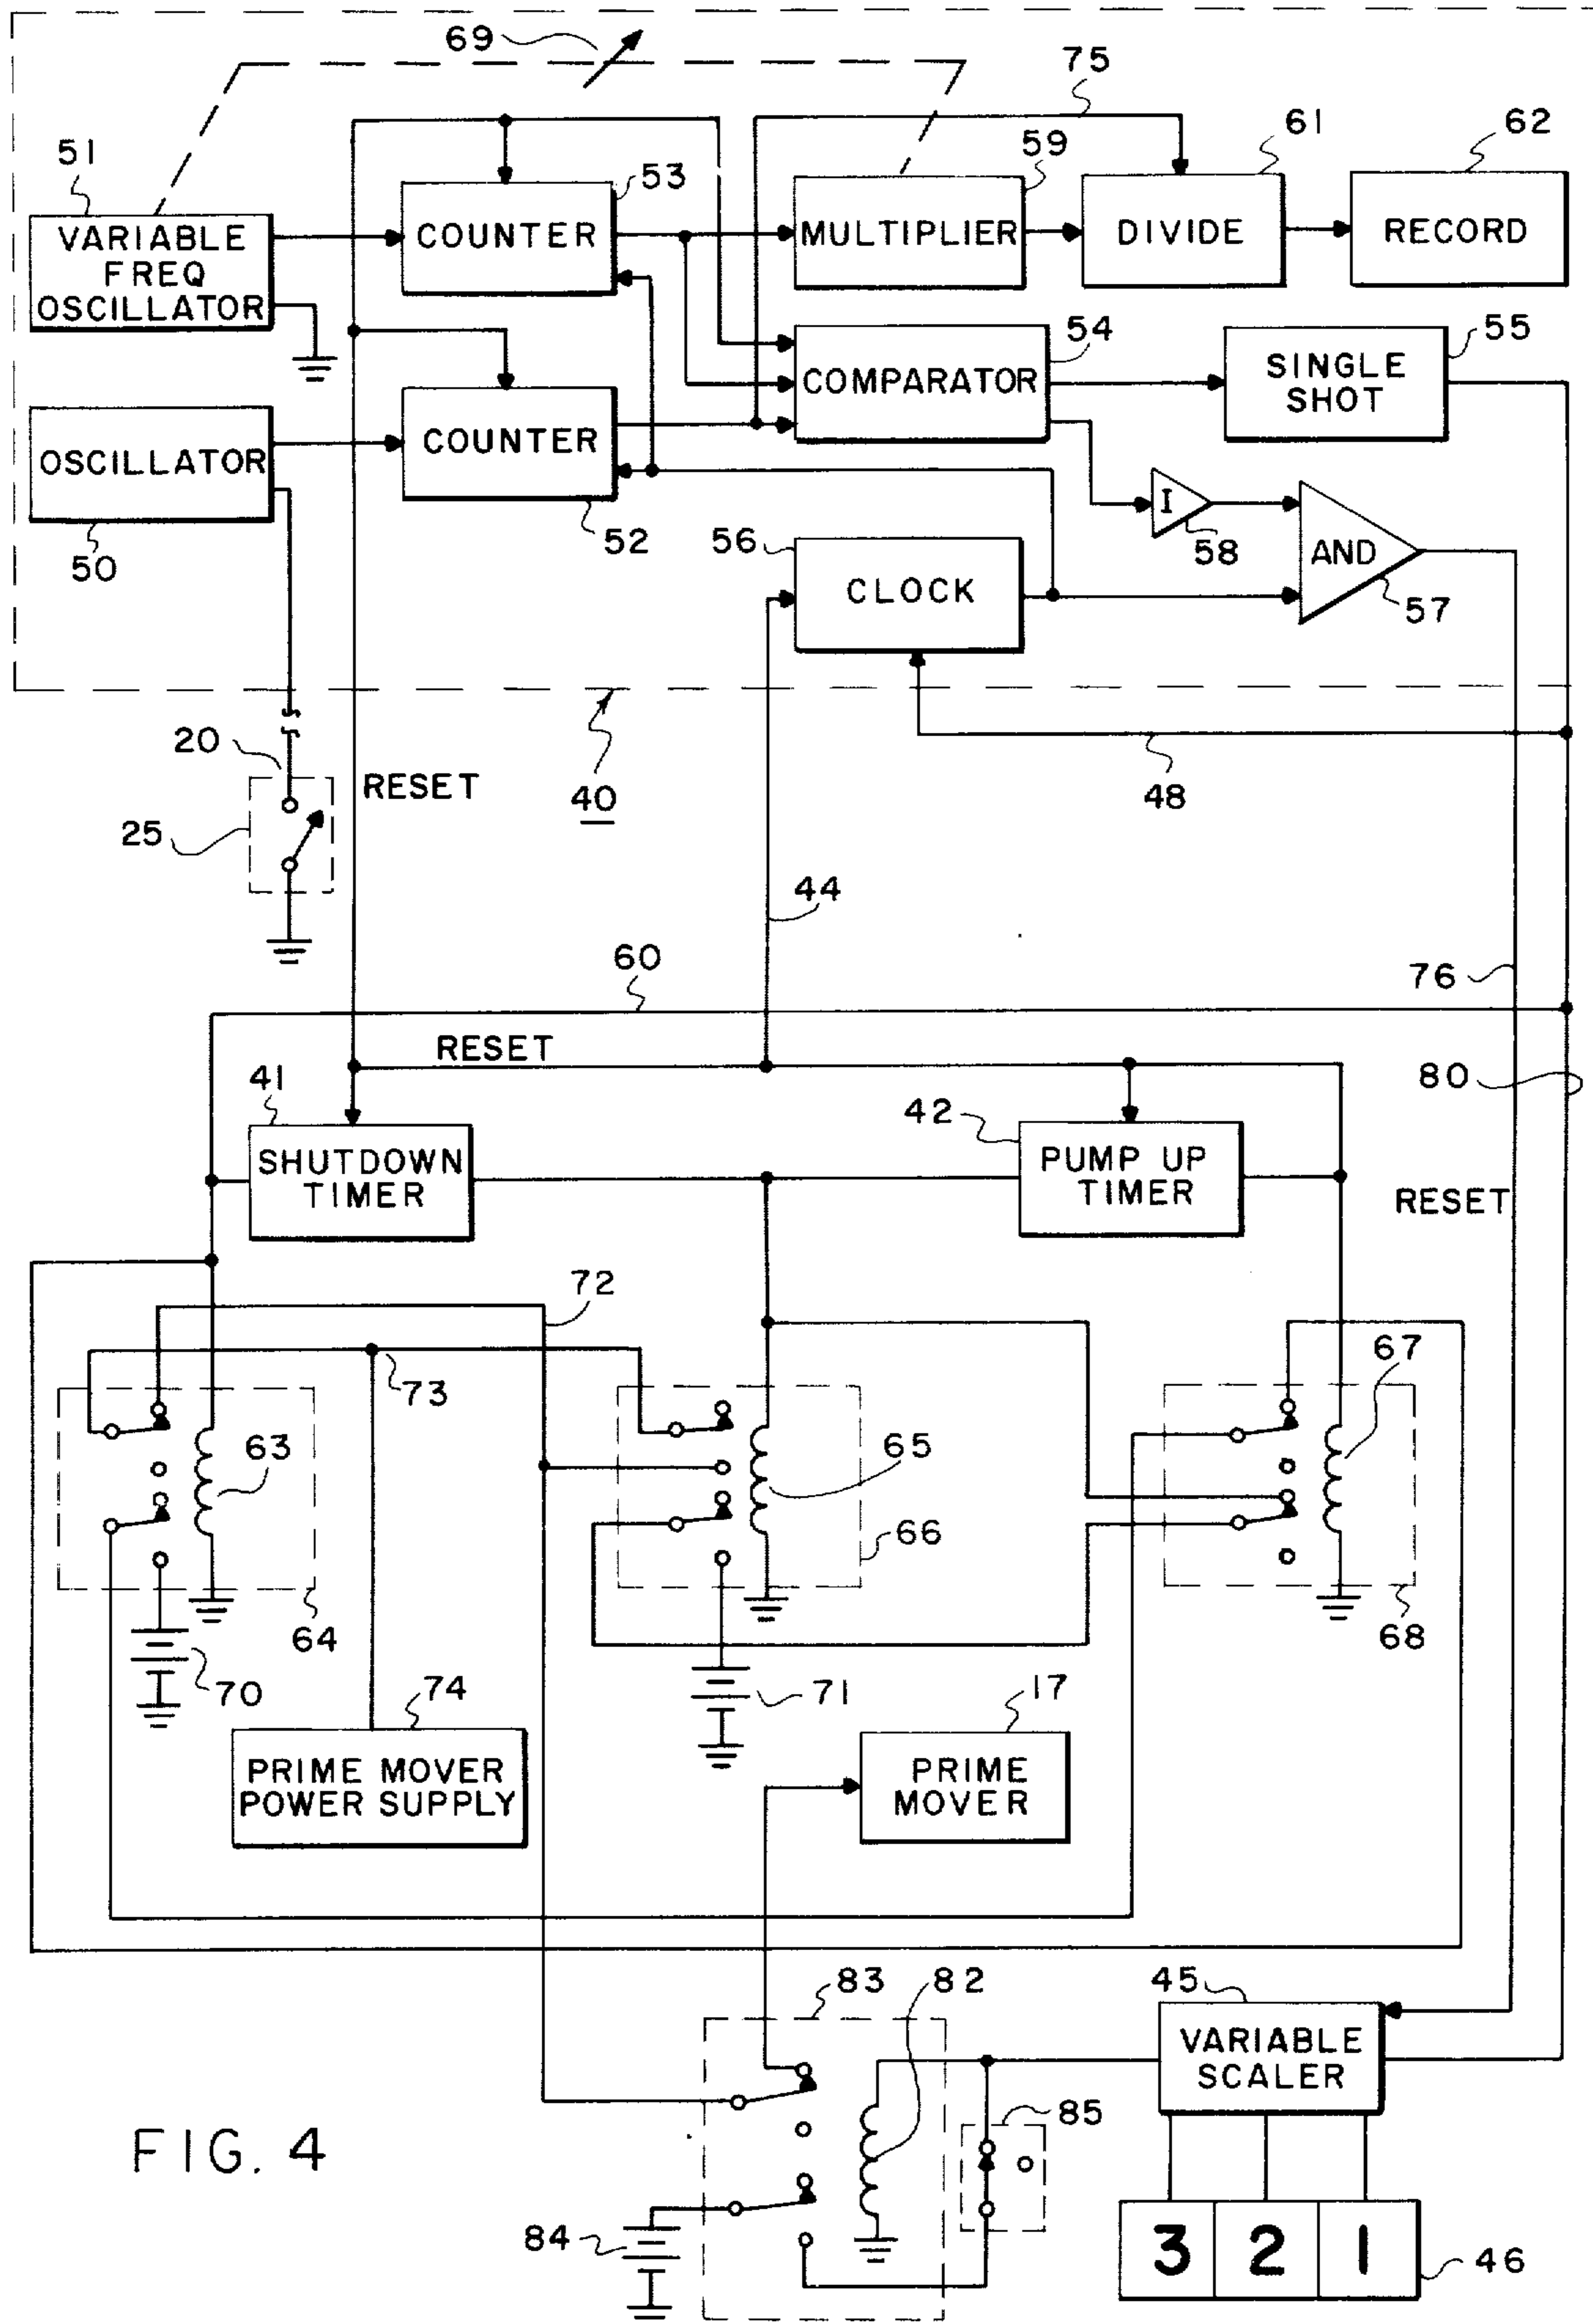 69
75
51
53
59
61
62
VARIABLE
FREQ
OSCILLATOR
COUNTER
MULTIPLIER
DIVIDE
RECORD
54
55
COMPARATOR
SINGLE
SHOT
OSCILLATOR
COUNTER
50
52
56
CLOCK
I
58
AND
57
20
RESET
40
48
25
44
60
76
RESET
80
41
42
SHUTDOWN
TIMER
PUMP UP
TIMER
RESET
72
73
67
63
65
66
64
68
70
74
71
17
PRIME MOVER
POWER SUPPLY
PRIME
MOVER
83
82
45
VARIABLE
SCALER
85
FIG. 4
84
3 2 1
46